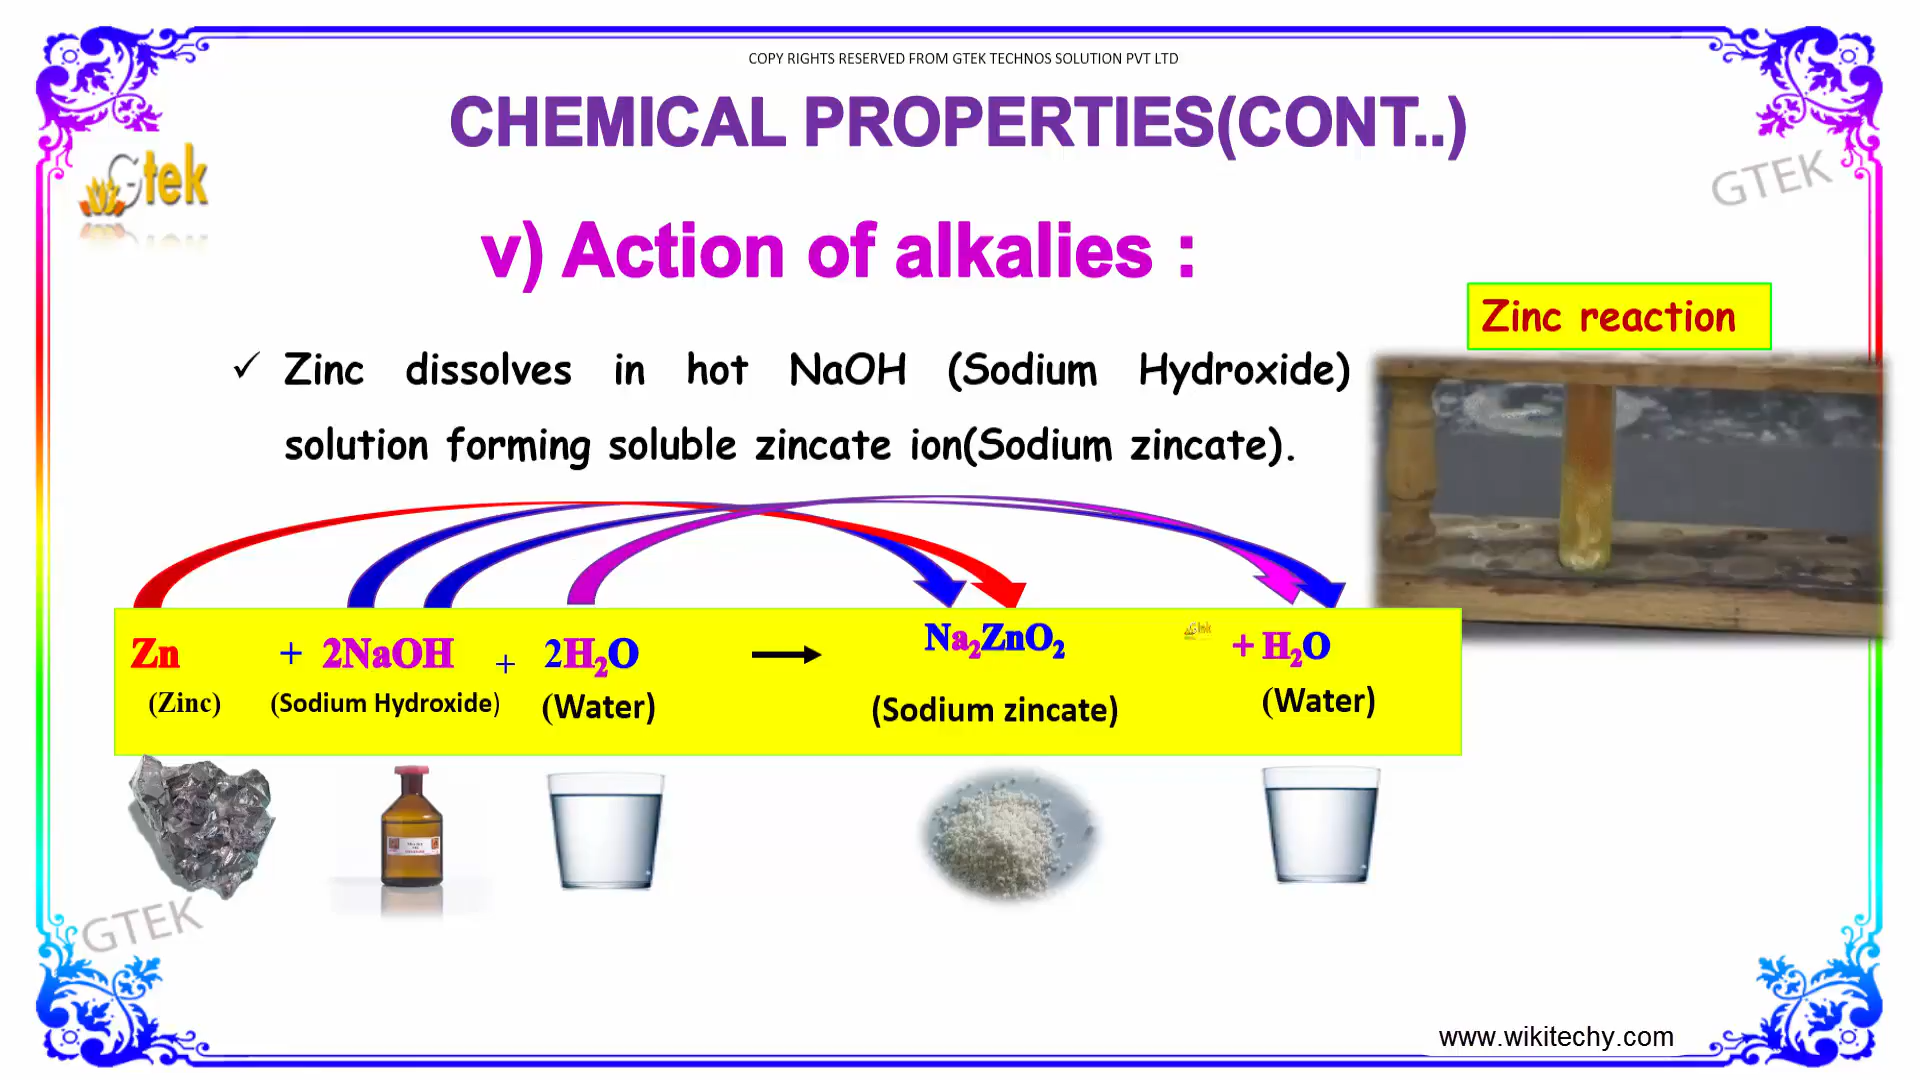 COPY RIGHTS RESERVED FROM GTEK TECHNOS SOLUTION PVT LTD
CHEMICAL PROPERTIES(CONT..)
Gtek
GTEK
v) Action of alkalies :
Zinc reaction
✓ Zinc dissolves in hot NaOH (Sodium Hydroxide)
solution forming soluble zincate ion(Sodium zincate).
Zn + 2NaOH + 2H₂O → Na₂ZnO₂ Gtek + H₂O
(Zinc) (Sodium Hydroxide) (Water) (Sodium zincate) (Water)
GTEK
www.wikitechy.com